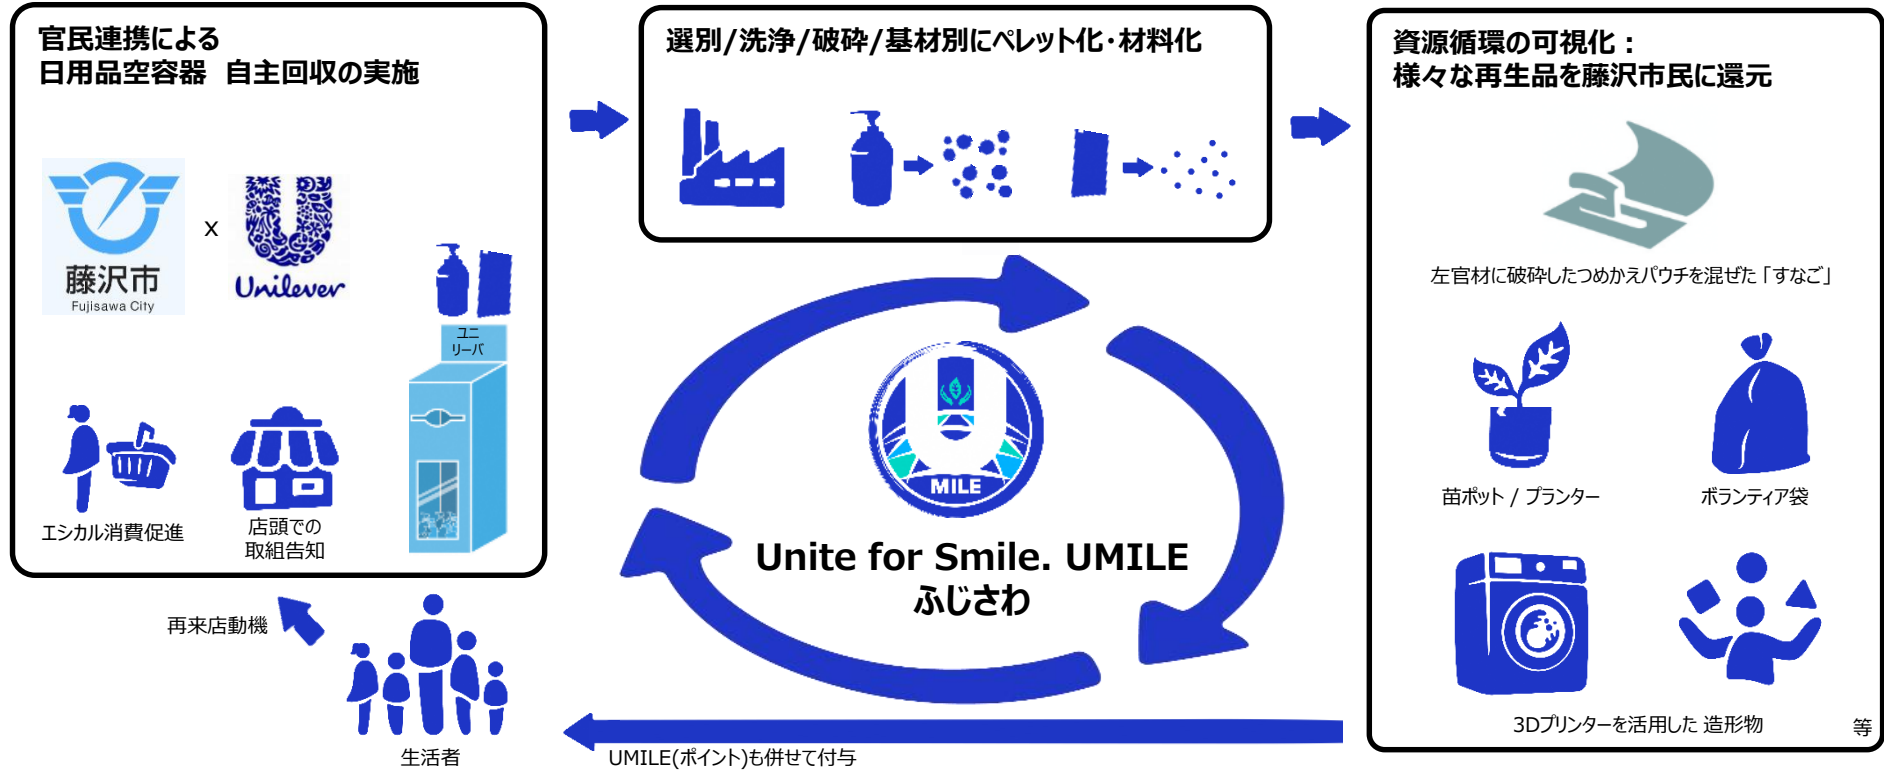 官民連携による
日用品空容器 自主回収の実施
藤沢市
Fujisawa City
x
Unilever
ユニ
リーバ
エシカル消費促進
店頭での
取組告知
選別/洗浄/破砕/基材別にペレット化・材料化
資源循環の可視化：
様々な再生品を藤沢市民に還元
左官材に破砕したつめかえパウチを混ぜた「すなご」
苗ポット / プランター
ボランティア袋
3Dプリンターを活用した 造形物
等
U
MILE
Unite for Smile. UMILE
ふじさわ
再来店動機
生活者
UMILE(ポイント)も併せて付与